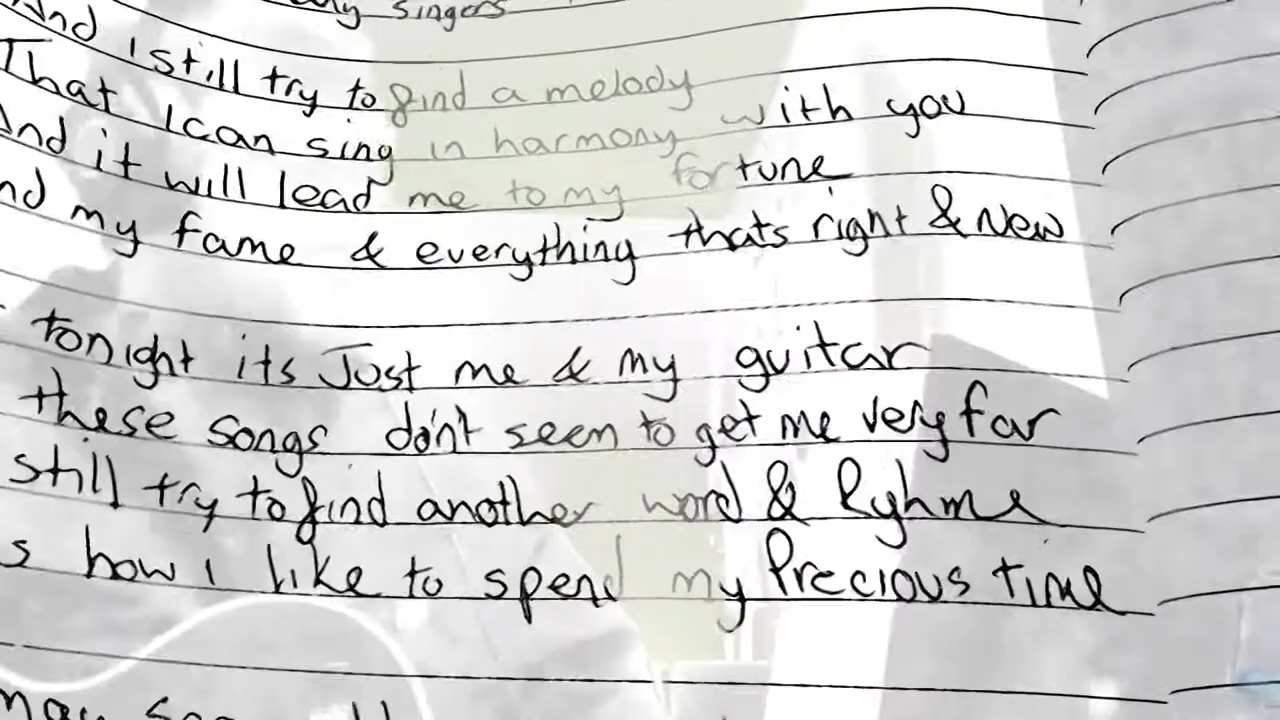 singers
And I still try to find a melody
That I can sing in harmony with you
And it will lead me to my fortune
nd my fame & everything thats right & New
tonight its Just me & my guitar
these songs don't seen to get me very far
still try to find another word & Ryhme
s how i like to spend my Precious time
may